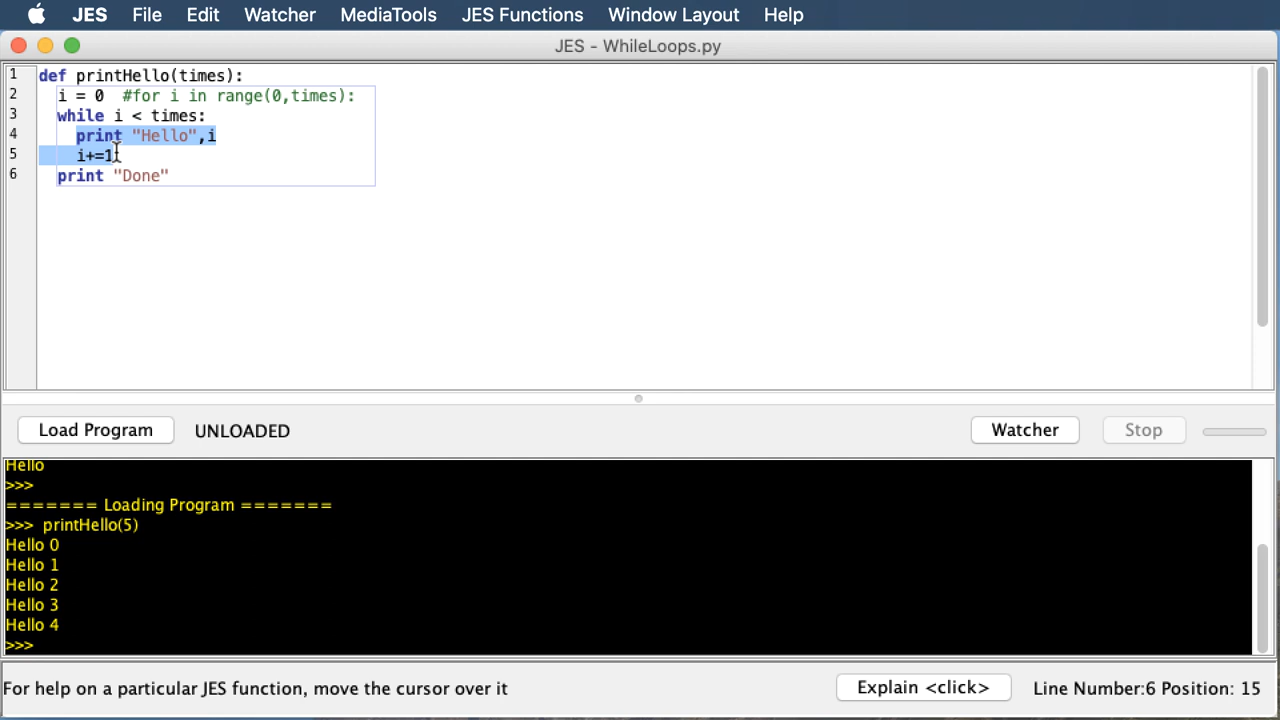 JES File Edit Watcher MediaTools JES Functions Window Layout Help
JES - WhileLoops.py
1 def printHello(times):
2 i = 0 #for i in range(0,times):
3 while i < times:
4 print "Hello",i
5 i+=1
6 print "Done"
Load Program UNLOADED Watcher Stop
Hello
>>>
======= Loading Program =======
>>> printHello(5)
Hello 0
Hello 1
Hello 2
Hello 3
Hello 4
>>>
For help on a particular JES function, move the cursor over it Explain <click> Line Number:6 Position: 15